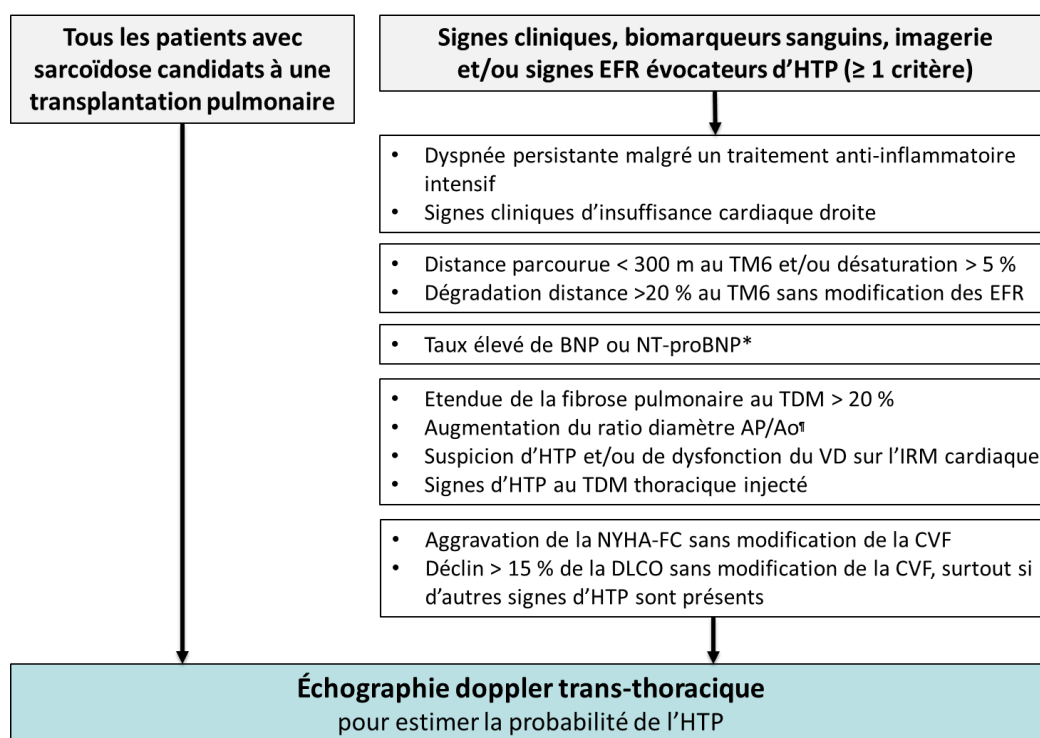 Tous les patients avec
sarcoïdose candidats à une
transplantation pulmonaire
Signes cliniques, biomarqueurs sanguins, imagerie
et/ou signes EFR évocateurs d’HTP (≥ 1 critère)
• Dyspnée persistante malgré un traitement anti-inflammatoire
intensif
• Signes cliniques d’insuffisance cardiaque droite
• Distance parcourue < 300 m au TM6 et/ou désaturation > 5 %
• Dégradation distance >20 % au TM6 sans modification des EFR
• Taux élevé de BNP ou NT-proBNP*
• Etendue de la fibrose pulmonaire au TDM > 20 %
• Augmentation du ratio diamètre AP/Ao¶
• Suspicion d’HTP et/ou de dysfonction du VD sur l’IRM cardiaque
• Signes d’HTP au TDM thoracique injecté
• Aggravation de la NYHA-FC sans modification de la CVF
• Déclin > 15 % de la DLCO sans modification de la CVF, surtout si
d’autres signes d’HTP sont présents
Échographie doppler trans-thoracique
pour estimer la probabilité de l’HTP